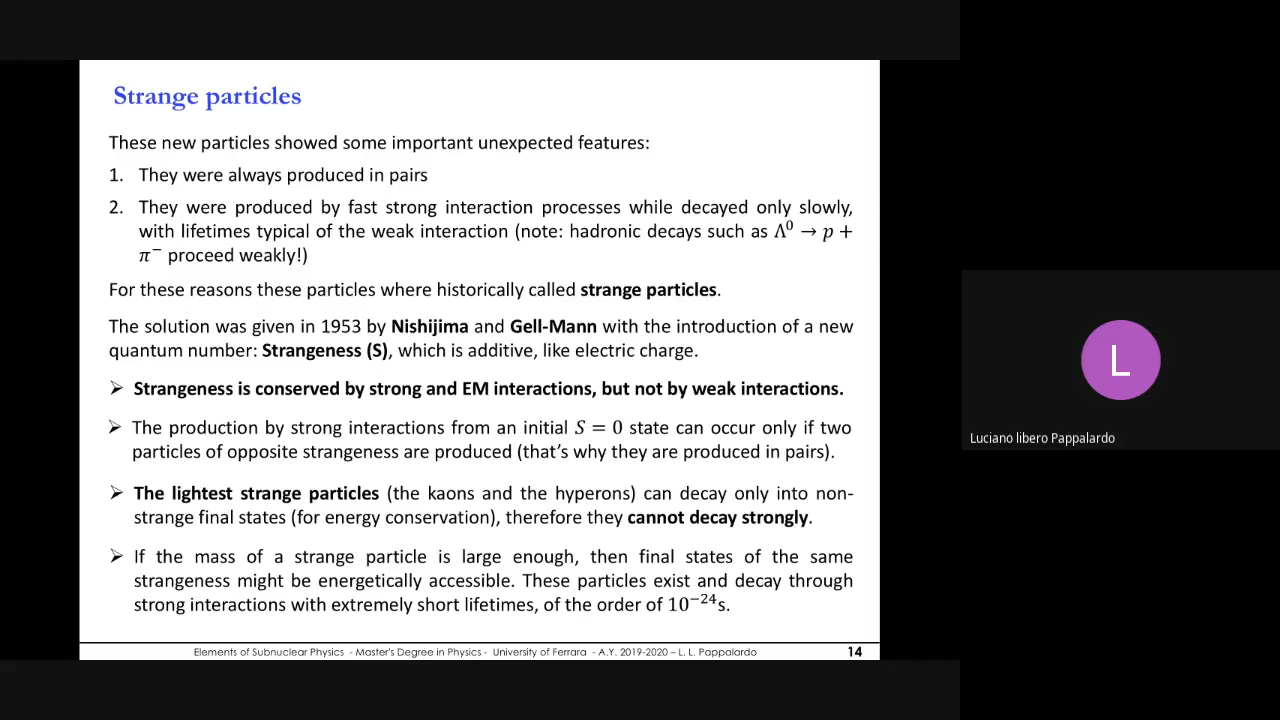 Strange particles
These new particles showed some important unexpected features:
1. They were always produced in pairs
2. They were produced by fast strong interaction processes while decayed only slowly,
with lifetimes typical of the weak interaction (note: hadronic decays such as Λ⁰ → p +
π⁻ proceed weakly!)
For these reasons these particles where historically called strange particles.
The solution was given in 1953 by Nishijima and Gell-Mann with the introduction of a new
quantum number: Strangeness (S), which is additive, like electric charge.
➢ Strangeness is conserved by strong and EM interactions, but not by weak interactions.
➢ The production by strong interactions from an initial S = 0 state can occur only if two
particles of opposite strangeness are produced (that's why they are produced in pairs).
➢ The lightest strange particles (the kaons and the hyperons) can decay only into non-
strange final states (for energy conservation), therefore they cannot decay strongly.
➢ If the mass of a strange particle is large enough, then final states of the same
strangeness might be energetically accessible. These particles exist and decay through
strong interactions with extremely short lifetimes, of the order of 10⁻²⁴s.
Elements of Subnuclear Physics - Master's Degree in Physics - University of Ferrara - A.Y. 2019-2020 – L. L. Pappalardo 14
L
Luciano libero Pappalardo